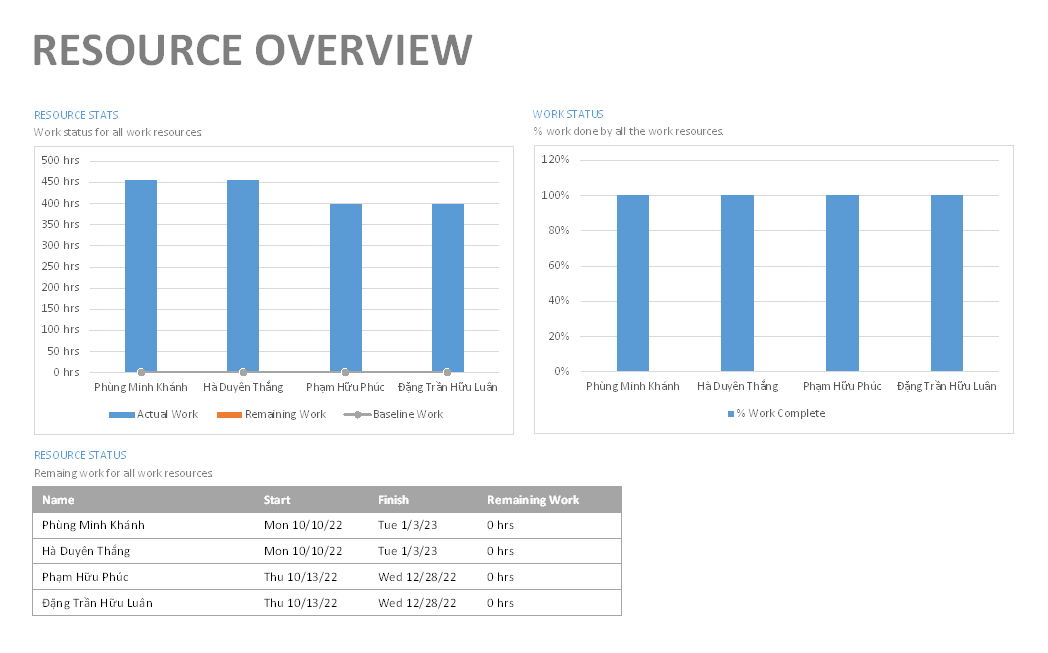 RESOURCE OVERVIEW
RESOURCE STATS
Work status for all work resources.
500 hrs
450 hrs
400 hrs
350 hrs
300 hrs
250 hrs
200 hrs
150 hrs
100 hrs
50 hrs
0 hrs
Phùng Minh Khánh Hà Duyên Thắng Phạm Hữu Phúc Đặng Trần Hữu Luân
Actual Work Remaining Work Baseline Work
WORK STATUS
% work done by all the work resources.
120%
100%
80%
60%
40%
20%
0%
Phùng Minh Khánh Hà Duyên Thắng Phạm Hữu Phúc Đặng Trần Hữu Luân
% Work Complete
RESOURCE STATUS
Remaing work for all work resources.
Name Start Finish Remaining Work
Phùng Minh Khánh Mon 10/10/22 Tue 1/3/23 0 hrs
Hà Duyên Thắng Mon 10/10/22 Tue 1/3/23 0 hrs
Phạm Hữu Phúc Thu 10/13/22 Wed 12/28/22 0 hrs
Đặng Trần Hữu Luân Thu 10/13/22 Wed 12/28/22 0 hrs